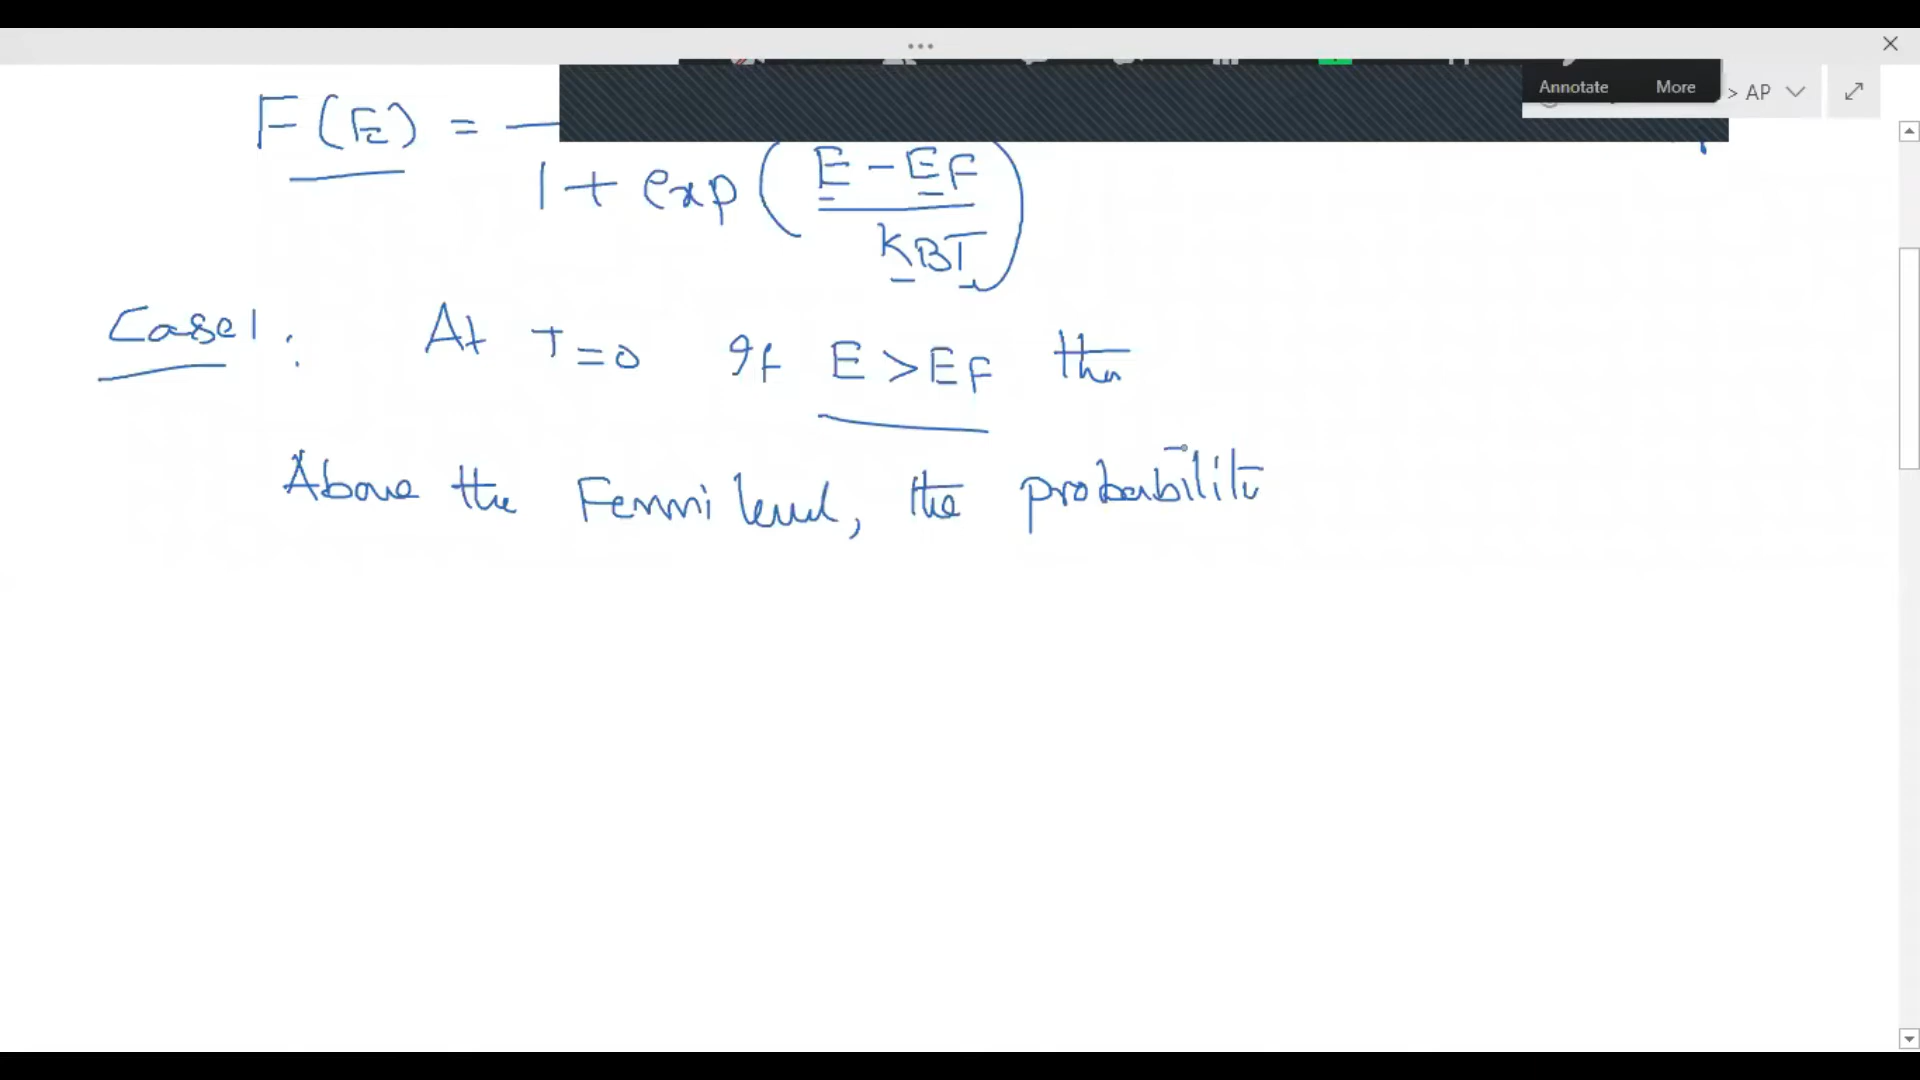 Annotate More > AP
F(E) = 
1 + exp ( E - EF
KBT )
Case 1 : At T = 0 If E > EF then
Above the Fermi level, the probability